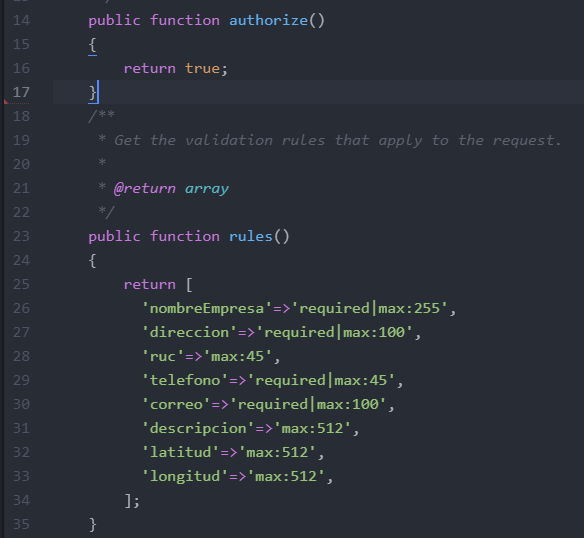 14 public function authorize()
15 {
16 return true;
17 }
18 /**
19 * Get the validation rules that apply to the request.
20 *
21 * @return array
22 */
23 public function rules()
24 {
25 return [
26 'nombreEmpresa'=>'required|max:255',
27 'direccion'=>'required|max:100',
28 'ruc'=>'max:45',
29 'telefono'=>'required|max:45',
30 'correo'=>'required|max:100',
31 'descripcion'=>'max:512',
32 'latitud'=>'max:512',
33 'longitud'=>'max:512',
34 ];
35 }